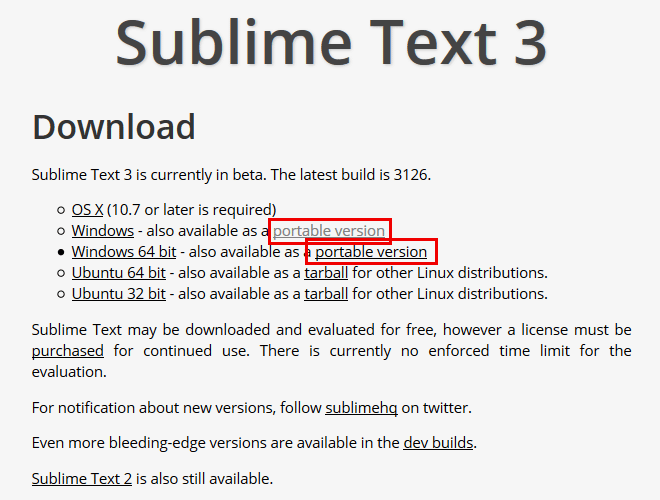 Sublime Text 3
Download
Sublime Text 3 is currently in beta. The latest build is 3126.
OS X (10.7 or later is required)
Windows - also available as a portable version
Windows 64 bit - also available as a portable version
Ubuntu 64 bit - also available as a tarball for other Linux distributions.
Ubuntu 32 bit - also available as a tarball for other Linux distributions.
Sublime Text may be downloaded and evaluated for free, however a license must be
purchased for continued use. There is currently no enforced time limit for the
evaluation.
For notification about new versions, follow sublimehq on twitter.
Even more bleeding-edge versions are available in the dev builds.
Sublime Text 2 is also still available.